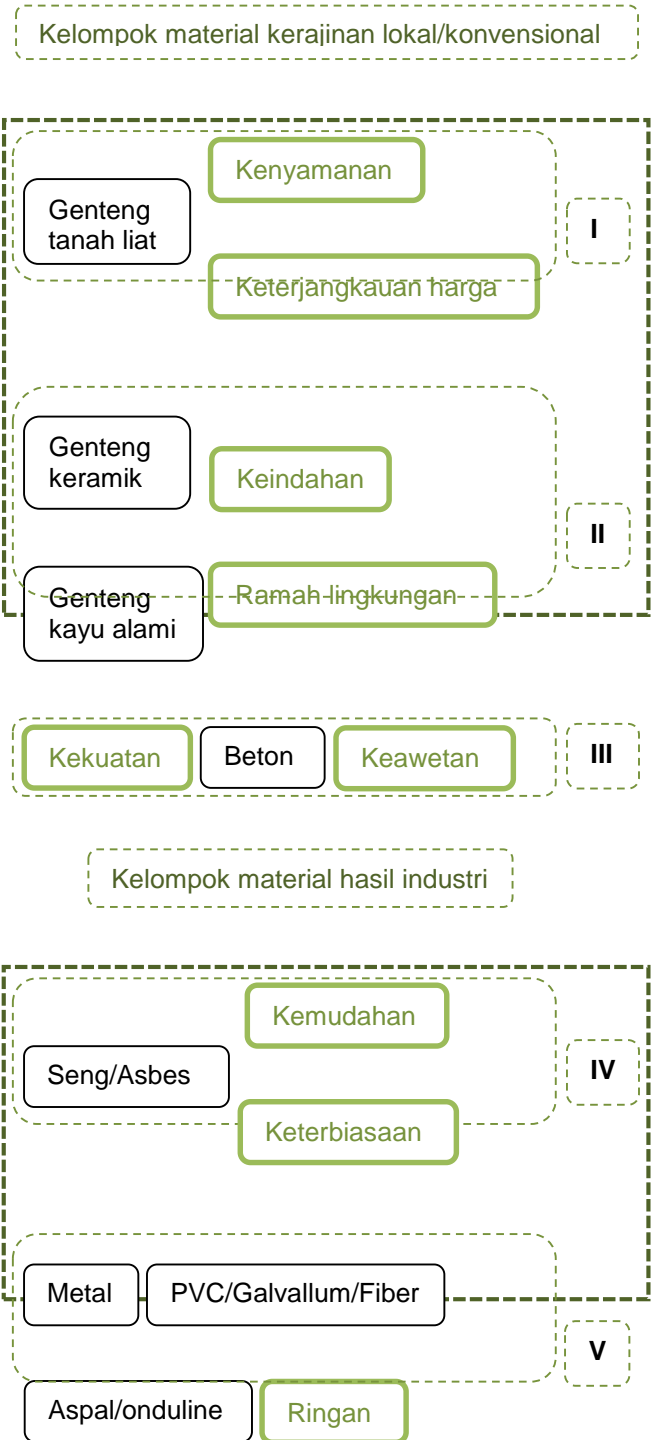 Kelompok material kerajinan lokal/konvensional
Kenyamanan
Genteng
tanah liat
I
Keterjangkauan harga
Genteng
keramik
Keindahan
II
Genteng
kayu alami
Ramah lingkungan
Kekuatan
Beton
Keawetan
III
Kelompok material hasil industri
Kemudahan
Seng/Asbes
IV
Keterbiasaan
Metal
PVC/Galvallum/Fiber
V
Aspal/onduline
Ringan